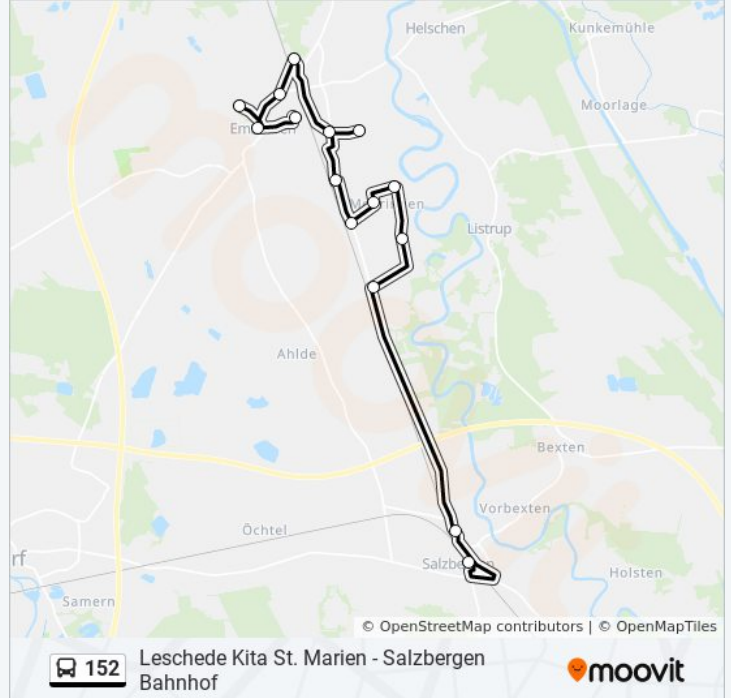 Helschen
Kunkemühle
Moorlage
Listrup
Ahlde
Bexten
Vorbexten
Öchtel
rf
Holsten
Samern
© OpenStreetMap contributors | © OpenMapTiles
152
Leschede Kita St. Marien - Salzbergen
Bahnhof
moovit